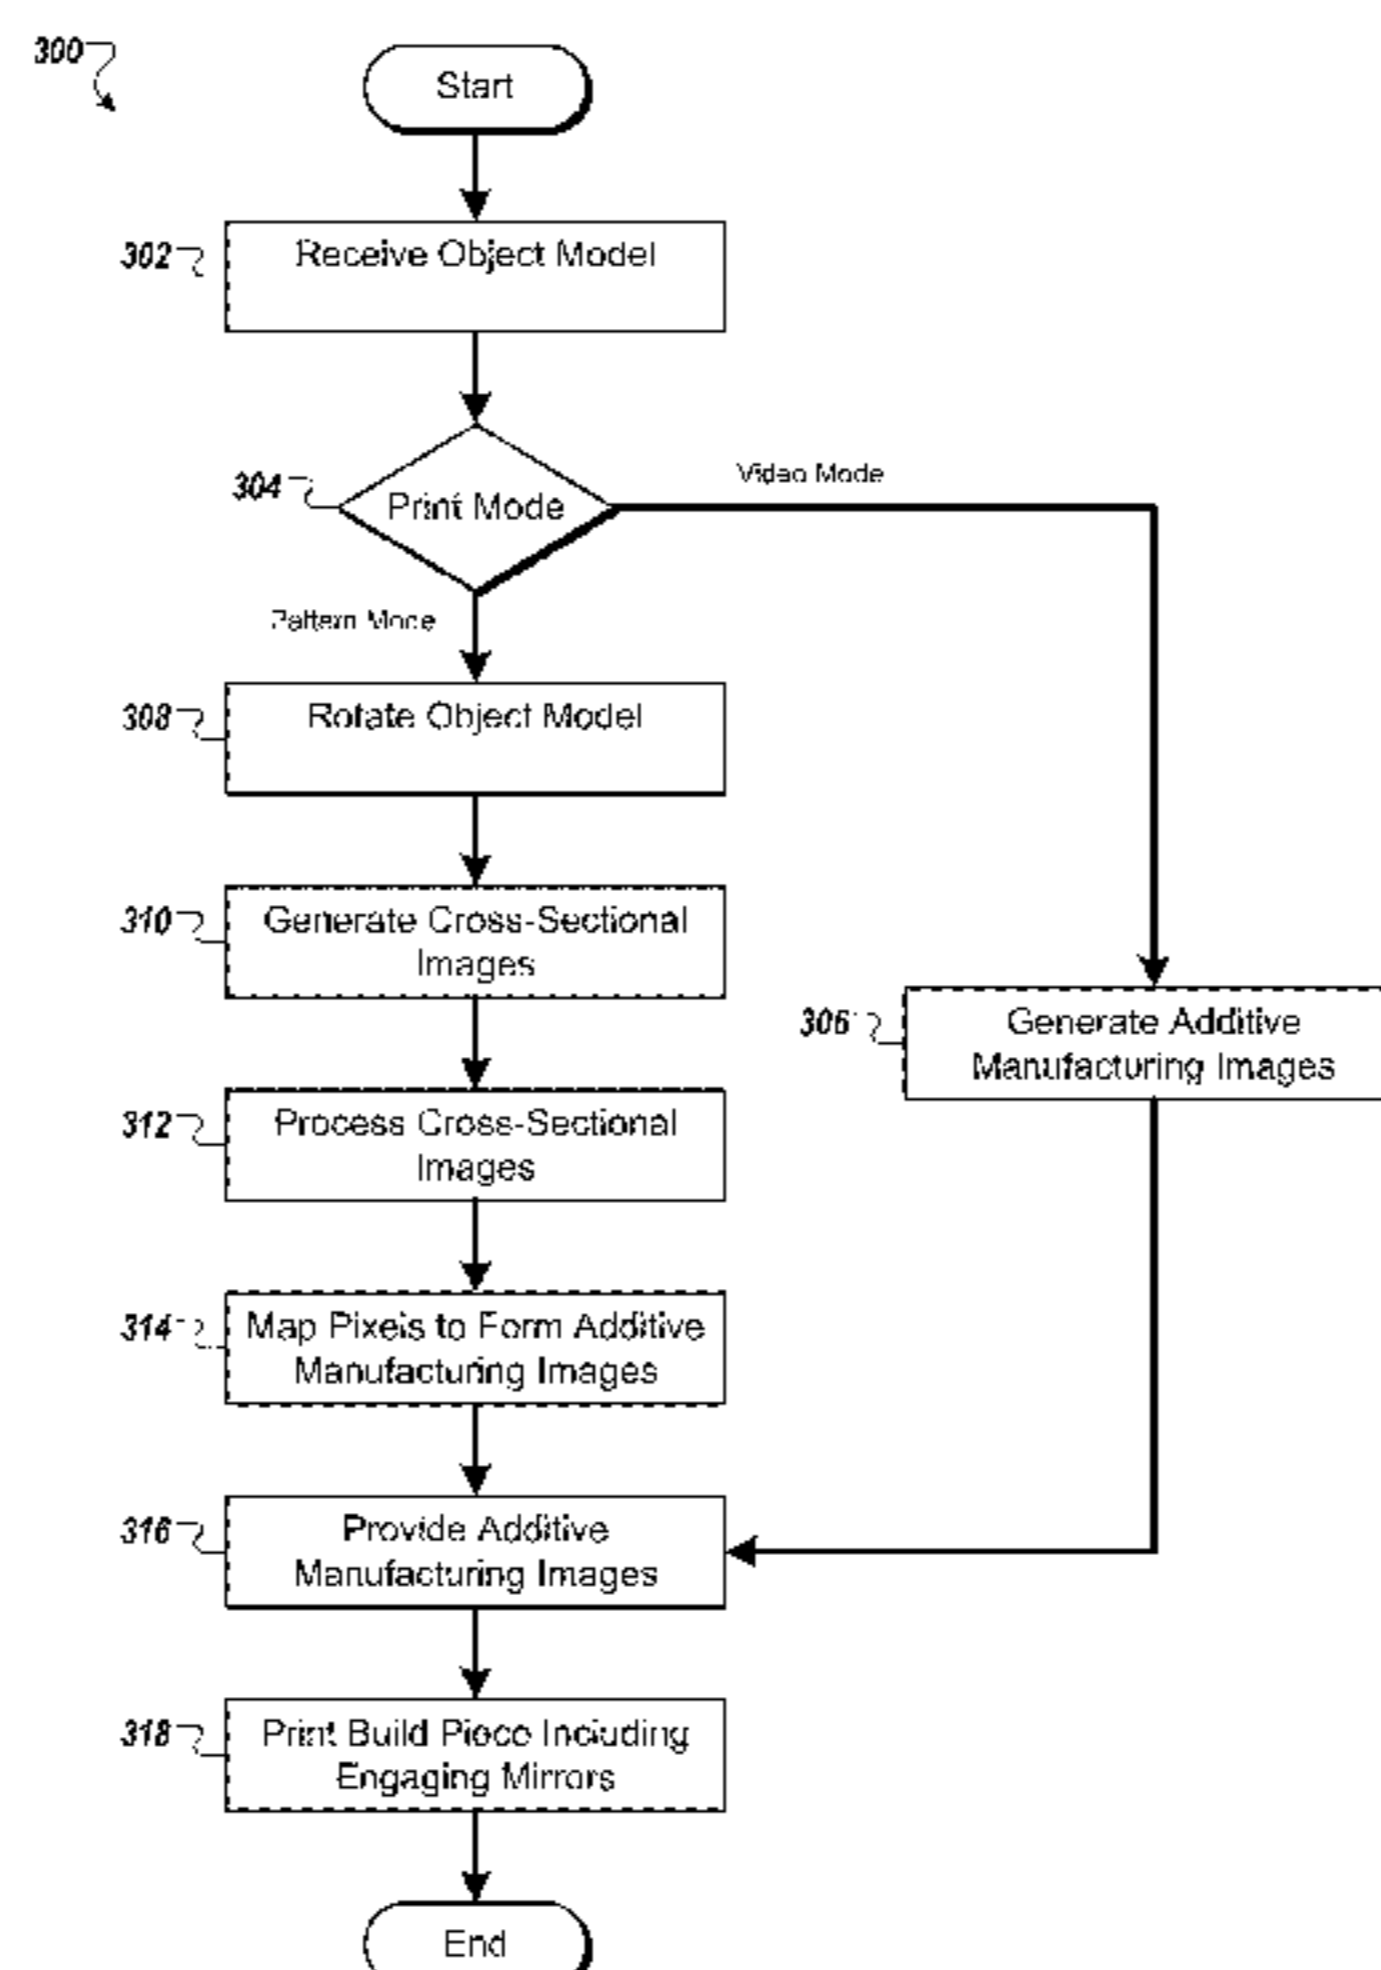 300
Start
302
Receive Object Model
304
Print Mode
Video Mode
Pattern Mode
308
Rotate Object Model
310
Generate Cross-Sectional
Images
306
Generate Additive
Manufacturing Images
312
Process Cross-Sectional
Images
314
Map Pixels to Form Additive
Manufacturing Images
316
Provide Additive
Manufacturing Images
318
Print Build Piece Including
Engaging Mirrors
End